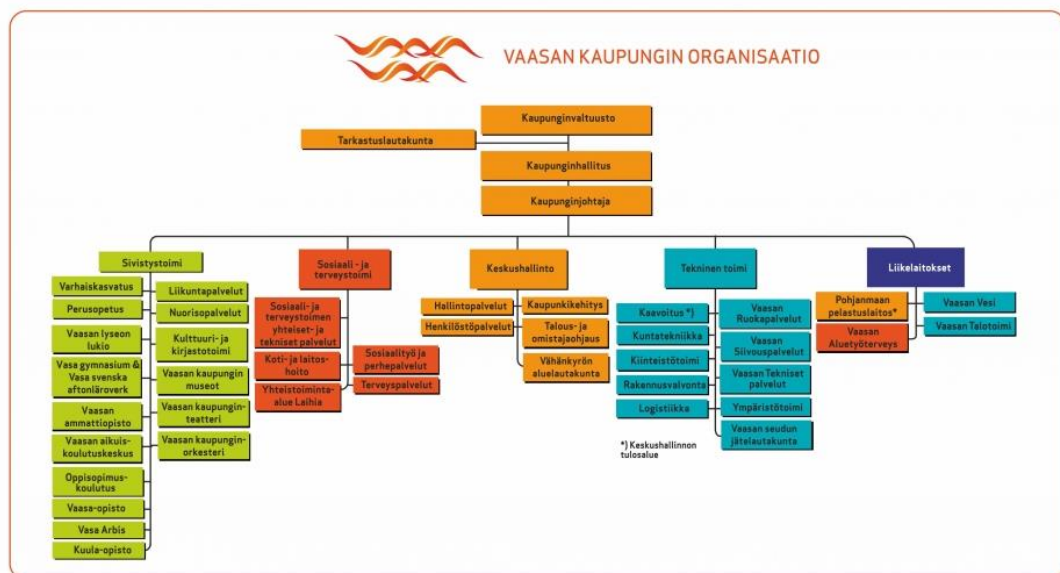 VAASAN KAUPUNGIN ORGANISAATIO
Kaupunginvaltuusto
Tarkastuslautakunta
Kaupunginhallitus
Kaupunginjohtaja
Sivistystoimi
Varhaiskasvatus
Perusopetus
Vaasan lyseon
lukio
Vasa gymnasium &
Vasa svenska
aftonläroverk
Vaasan
ammattiopisto
Vaasan aikuis-
koulutuskeskus
Oppisopimus-
koulutus
Vaasa-opisto
Vasa Arbis
Kuula-opisto
Liikuntapalvelut
Nuorisopalvelut
Kulttuuri- ja
kirjastotoimi
Vaasan kaupungin
museot
Vaasan kaupungin-
teatteri
Vaasan kaupungin-
orkesteri
Sosiaali - ja
terveystoimi
Sosiaali- ja
terveystoimen
yhteiset- ja
tekniset palvelut
Koti- ja laitos-
hoito
Yhteistoiminta-
alue Laihia
Sosiaalityö ja
perhepalvelut
Terveyspalvelut
Keskushallinto
Hallintopalvelut
Henkilöstöpalvelut
Kaupunkikehitys
Talous- ja
omistajaohjaus
Vähänkyrön
aluelautakunta
Tekninen toimi
Kaavoitus *)
Kuntatekniikka
Kiinteistötoimi
Rakennusvalvonta
Logistiikka
*) Keskushallinnon
tulosalue
Vaasan
Ruokapalvelut
Vaasan
Siivouspalvelut
Vaasan Tekniset
palvelut
Ympäristötoimi
Vaasan seudun
jätelautakunta
Liikelaitokset
Pohjanmaan
pelastuslaitos*
Vaasan
Aluetyöterveys
Vaasan Vesi
Vaasan Talotoimi